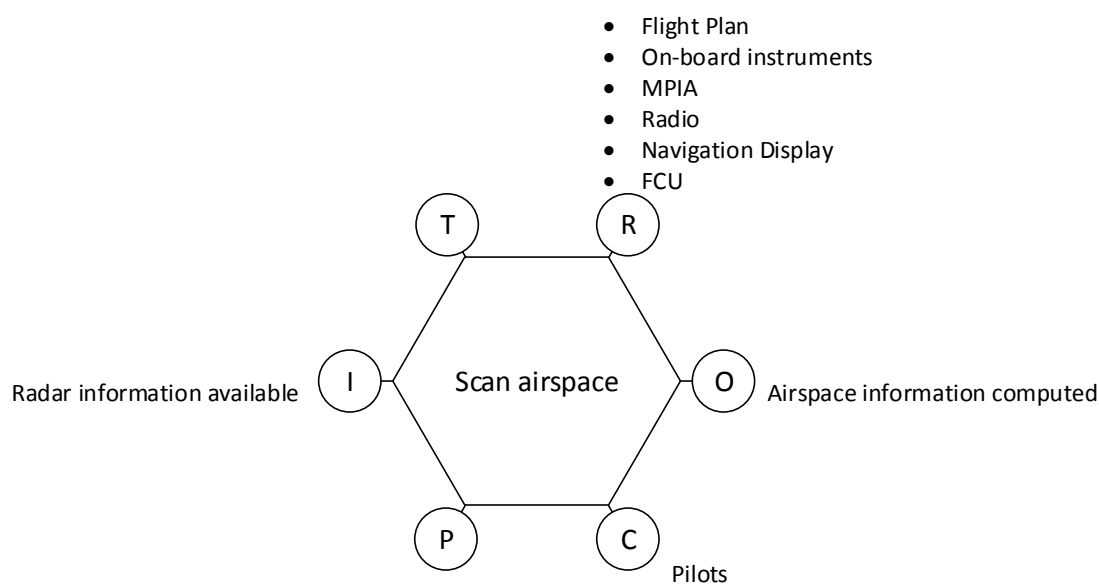 • Flight Plan
• On-board instruments
• MPIA
• Radio
• Navigation Display
• FCU
T
R
I
Scan airspace
O
Radar information available
Airspace information computed
P
C
Pilots